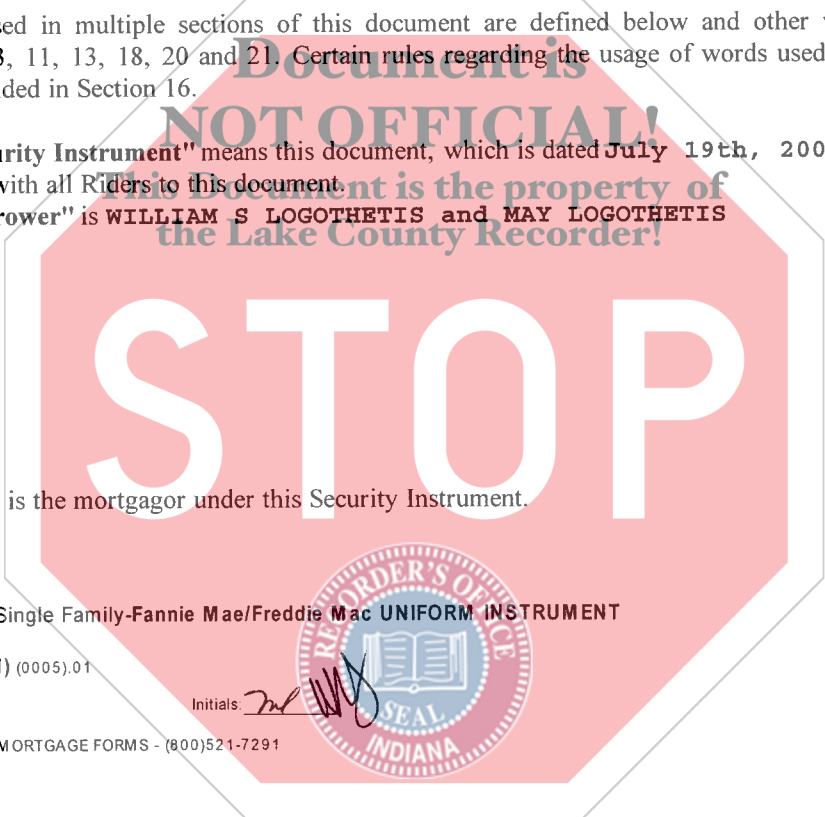 sed in multiple sections of this document are defined below and other
3, 11, 13, 18, 20 and 21. Certain rules regarding the usage of words used
ded in Section 16.
Document is
NOT OFFICIAL!
This Document is the property of
the Lake County Recorder!
urity Instrument" means this document, which is dated July 19th, 200
with all Riders to this document.
rower" is WILLIAM S LOGOTHETIS and MAY LOGOTHETIS
STOP
is the mortgagor under this Security Instrument.
Single Family-Fannie Mae/Freddie Mac UNIFORM INSTRUMENT
) (0005).01
Initials:
MORTGAGE FORMS - (800)521-7291
RECORDER'S OFFICE
SEAL
INDIANA